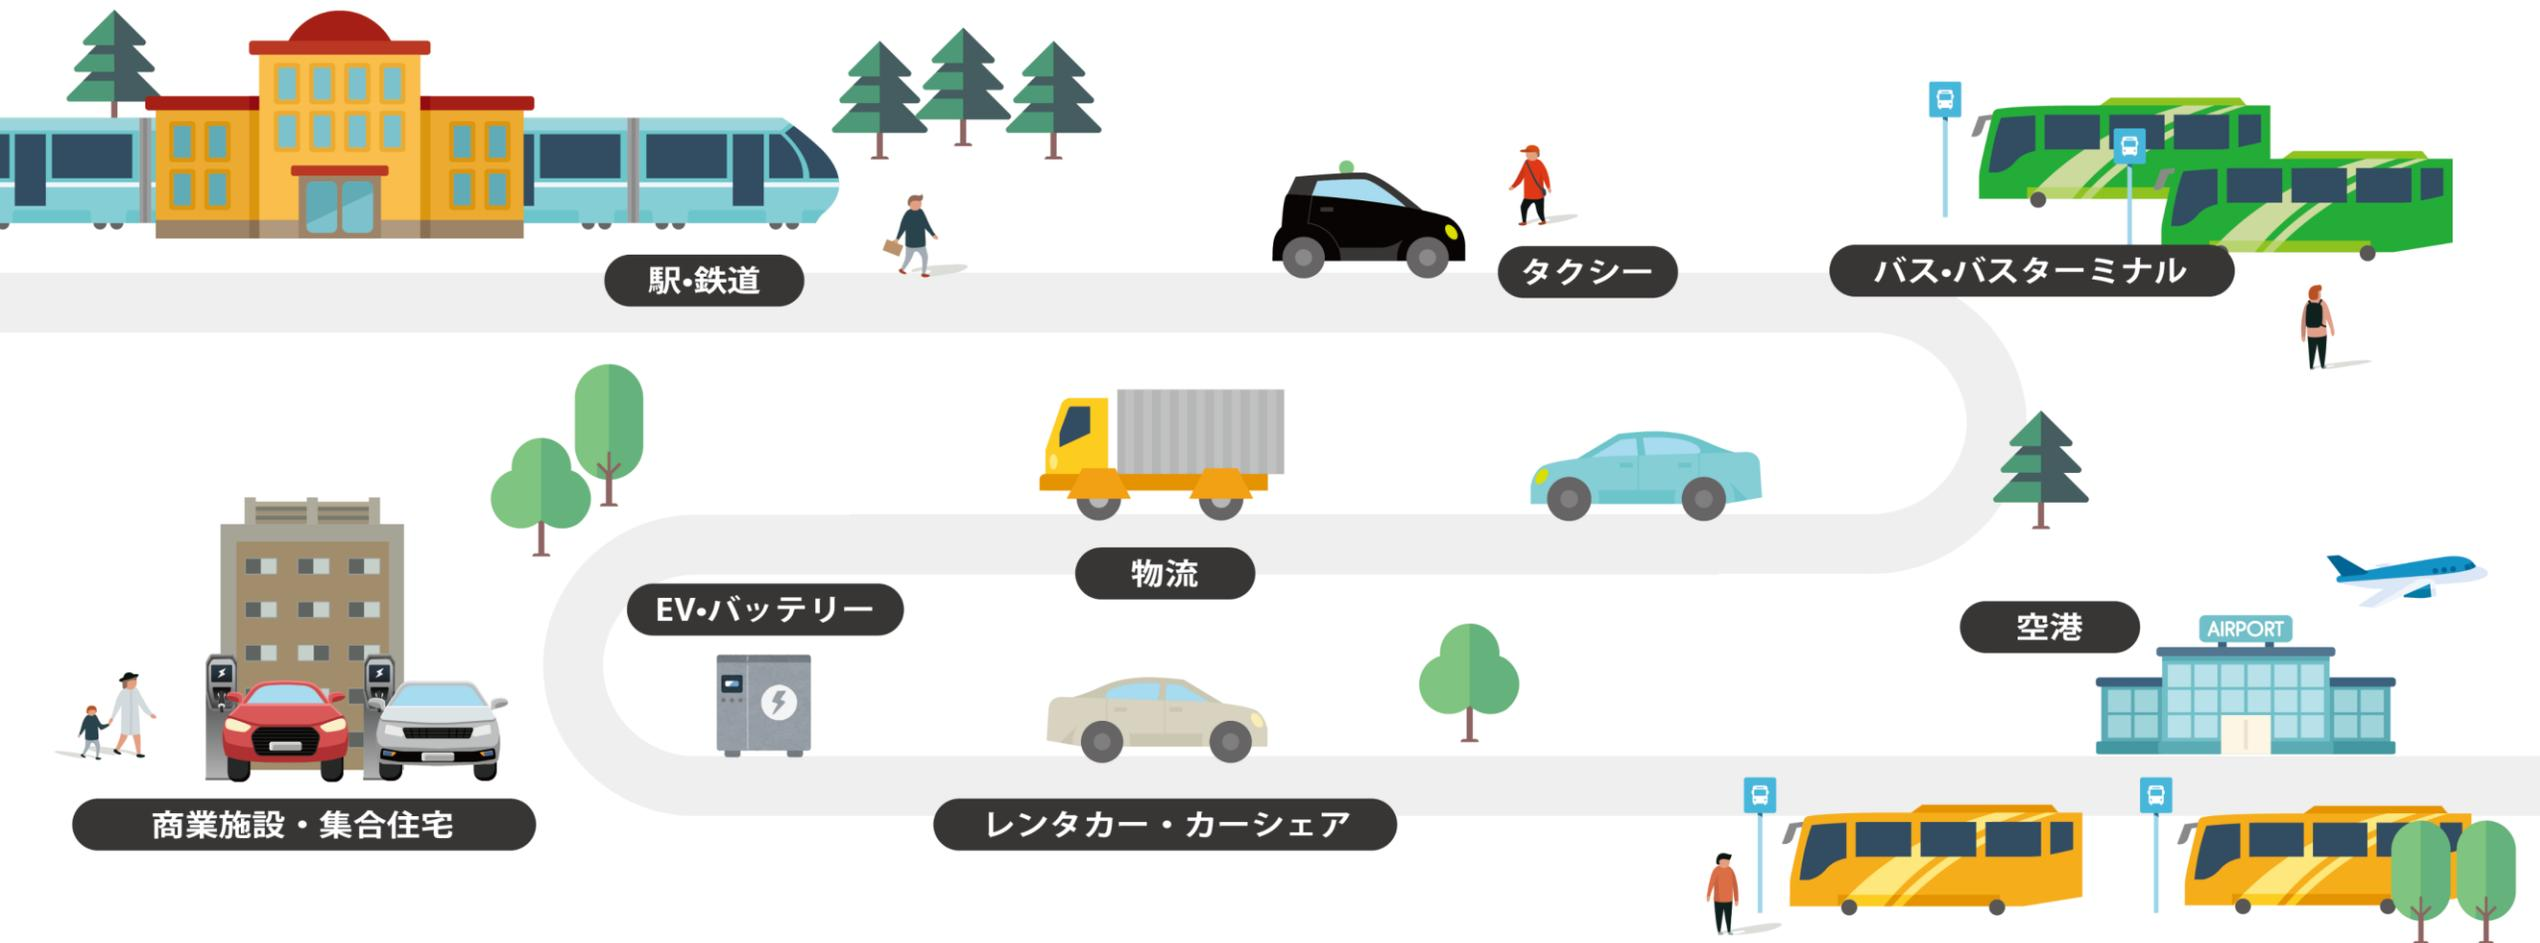 駅•鉄道
タクシー
バス•バスターミナル
物流
EV•バッテリー
空港
AIRPORT
商業施設・集合住宅
レンタカー・カーシェア